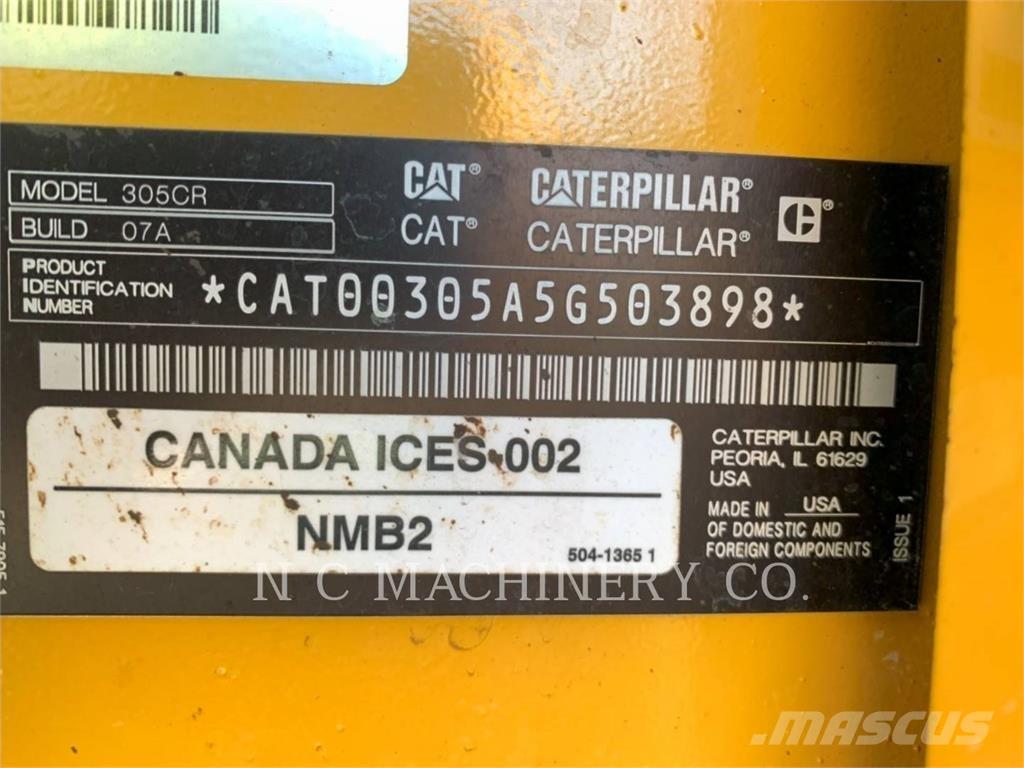 MODEL 305CR
BUILD 07A
CAT® CATERPILLAR®
CAT® CATERPILLAR®
PRODUCT
IDENTIFICATION
NUMBER
*CAT00305A5G503898*
CANADA ICES-002
NMB2
504-1365 1
CATERPILLAR INC.
PEORIA, IL 61629
USA
MADE IN USA
OF DOMESTIC AND
FOREIGN COMPONENTS
ISSUE 1
N C MACHINERY CO.
MASCUS